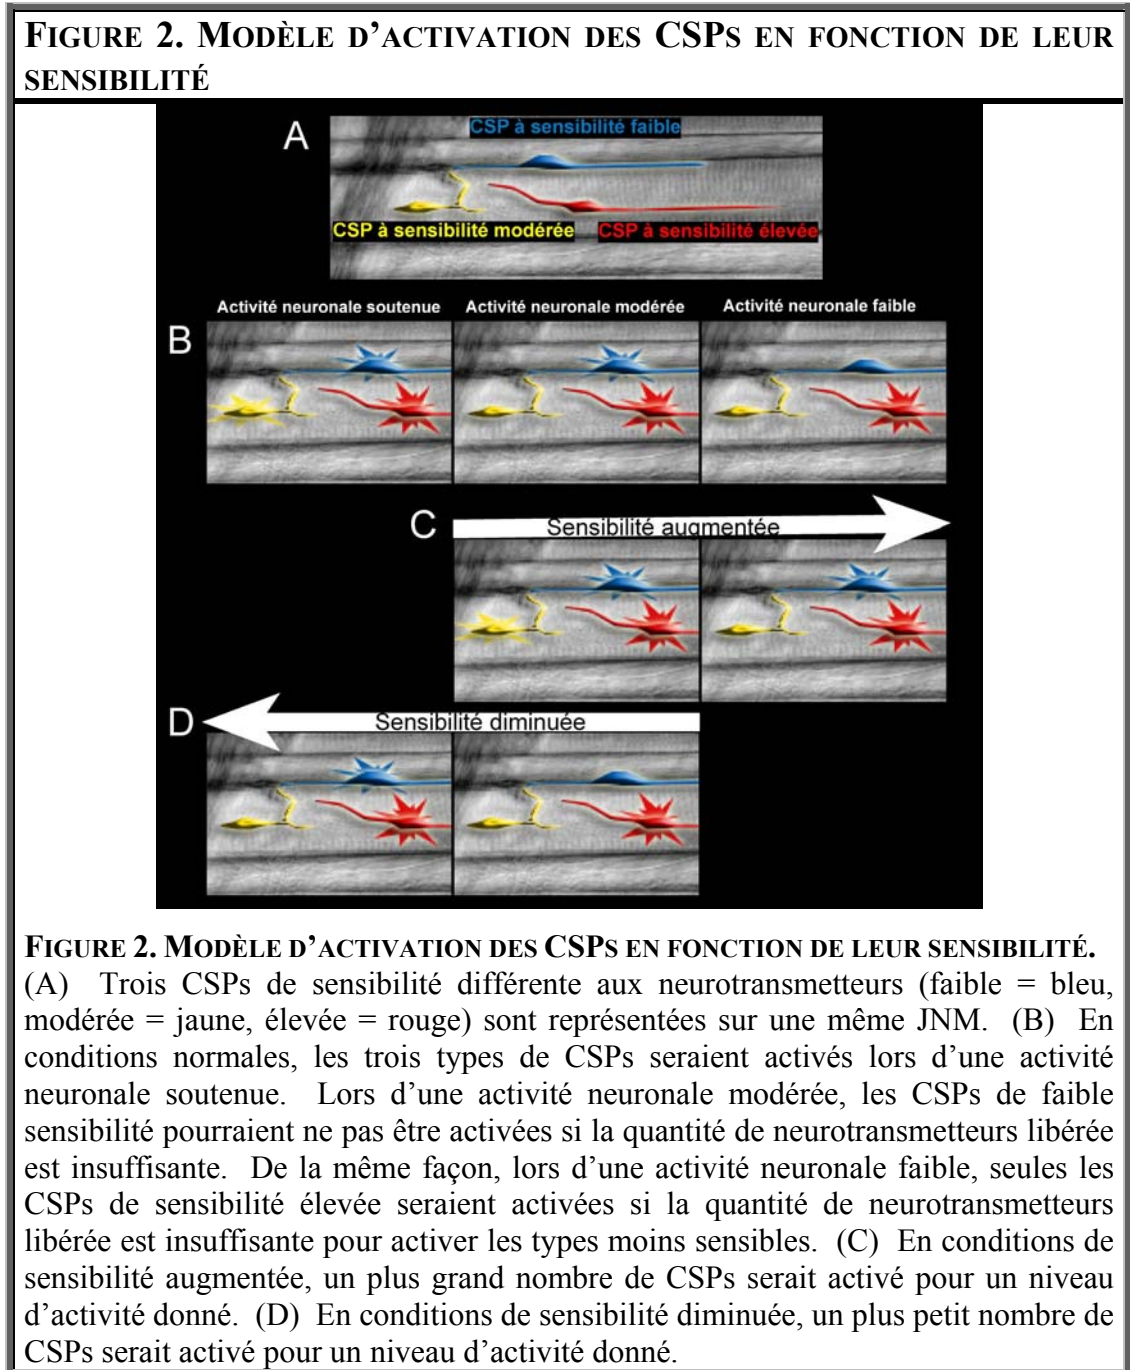 FIGURE 2. MODÈLE D'ACTIVATION DES CSPS EN FONCTION DE LEUR
SENSIBILITÉ
A
CSP à sensibilité faible
CSP à sensibilité modérée
CSP à sensibilité élevée
Activité neuronale soutenue
Activité neuronale modérée
Activité neuronale faible
B
C
Sensibilité augmentée
D
Sensibilité diminuée
FIGURE 2. MODÈLE D'ACTIVATION DES CSPS EN FONCTION DE LEUR SENSIBILITÉ.
(A) Trois CSPs de sensibilité différente aux neurotransmetteurs (faible = bleu,
modérée = jaune, élevée = rouge) sont représentées sur une même JNM. (B) En
conditions normales, les trois types de CSPs seraient activés lors d'une activité
neuronale soutenue. Lors d'une activité neuronale modérée, les CSPs de faible
sensibilité pourraient ne pas être activées si la quantité de neurotransmetteurs libérée
est insuffisante. De la même façon, lors d'une activité neuronale faible, seules les
CSPs de sensibilité élevée seraient activées si la quantité de neurotransmetteurs
libérée est insuffisante pour activer les types moins sensibles. (C) En conditions de
sensibilité augmentée, un plus grand nombre de CSPs serait activé pour un niveau
d'activité donné. (D) En conditions de sensibilité diminuée, un plus petit nombre de
CSPs serait activé pour un niveau d'activité donné.